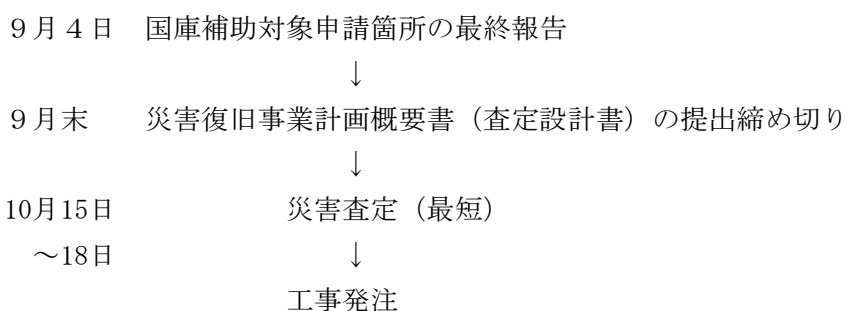 ９月４日　国庫補助対象申請箇所の最終報告
↓
９月末　災害復旧事業計画概要書（査定設計書）の提出締め切り
↓
10月15日　災害査定（最短）
～18日　↓
工事発注